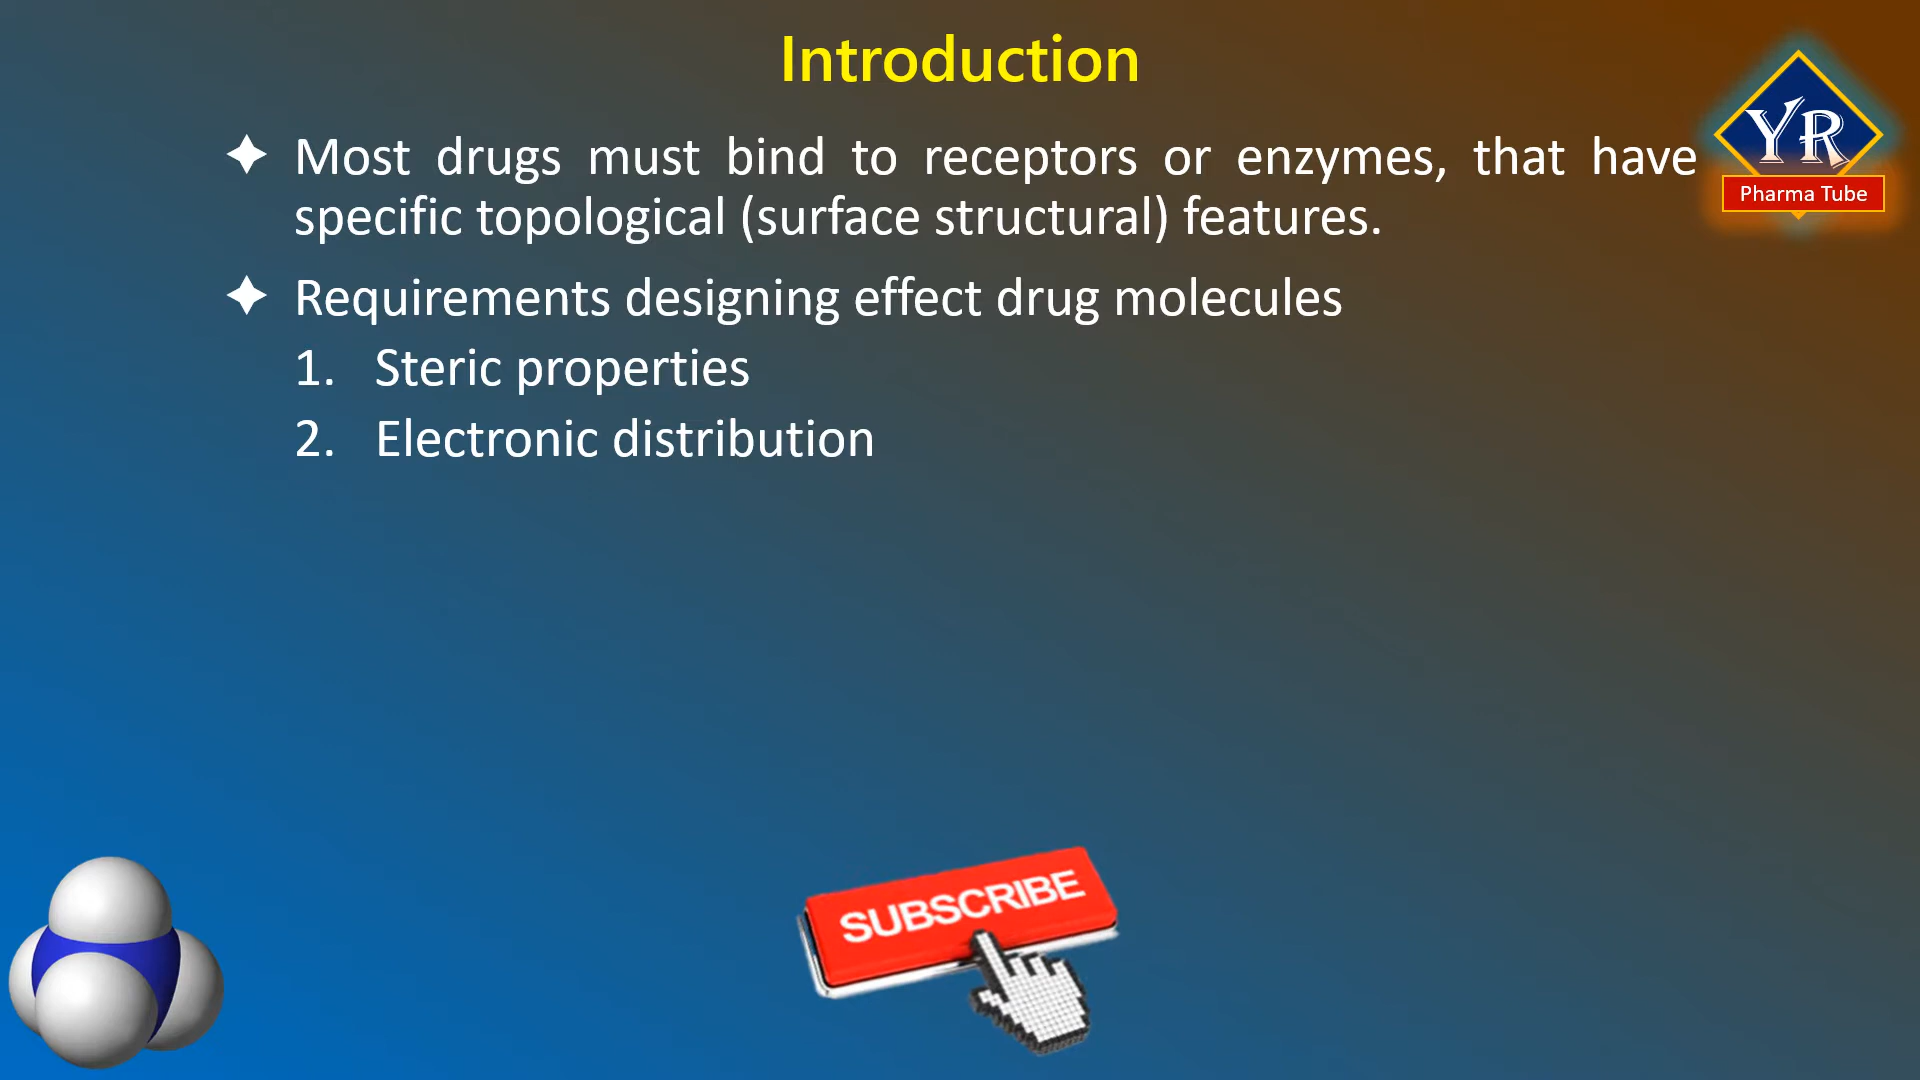 Introduction
Most drugs must bind to receptors or enzymes, that have
specific topological (surface structural) features.
Requirements designing effect drug molecules
1. Steric properties
2. Electronic distribution
YR
Pharma Tube
SUBSCRIBE